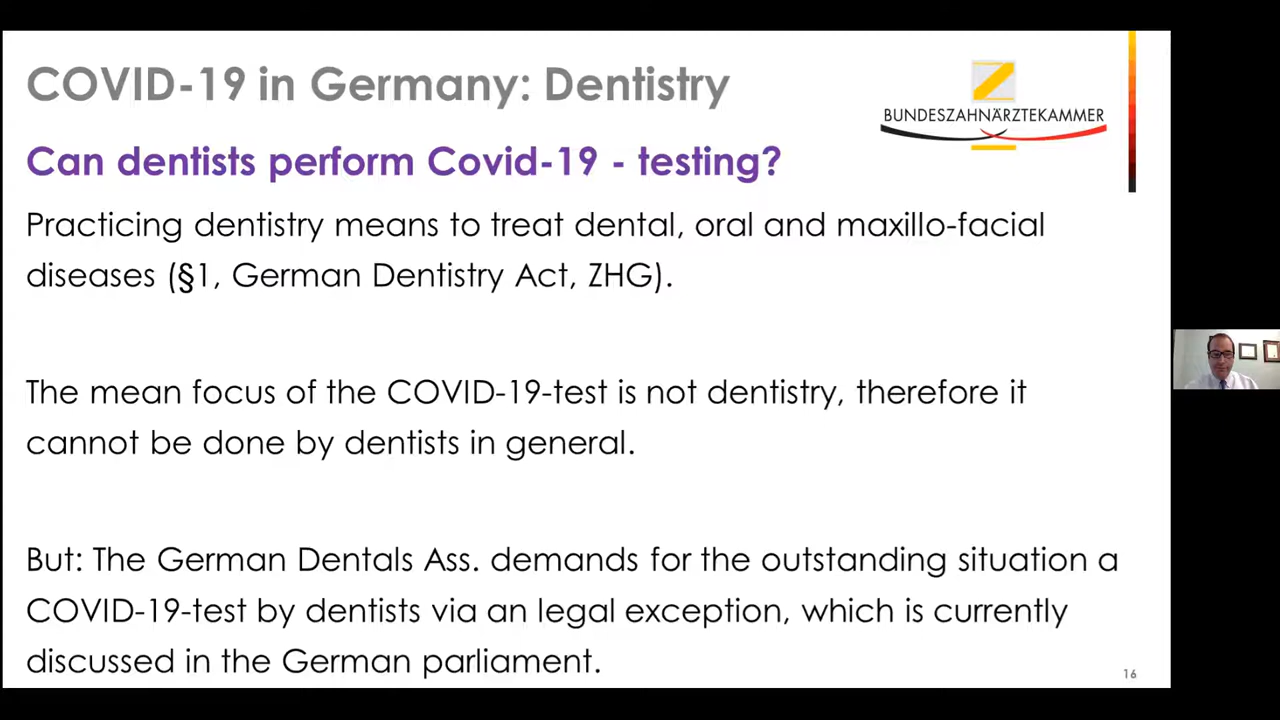 COVID-19 in Germany: Dentistry
BUNDESZAHNÄRZTEKAMMER
Can dentists perform Covid-19 - testing?
Practicing dentistry means to treat dental, oral and maxillo-facial
diseases (§1, German Dentistry Act, ZHG).
The mean focus of the COVID-19-test is not dentistry, therefore it
cannot be done by dentists in general.
But: The German Dentals Ass. demands for the outstanding situation a
COVID-19-test by dentists via an legal exception, which is currently
discussed in the German parliament.
16